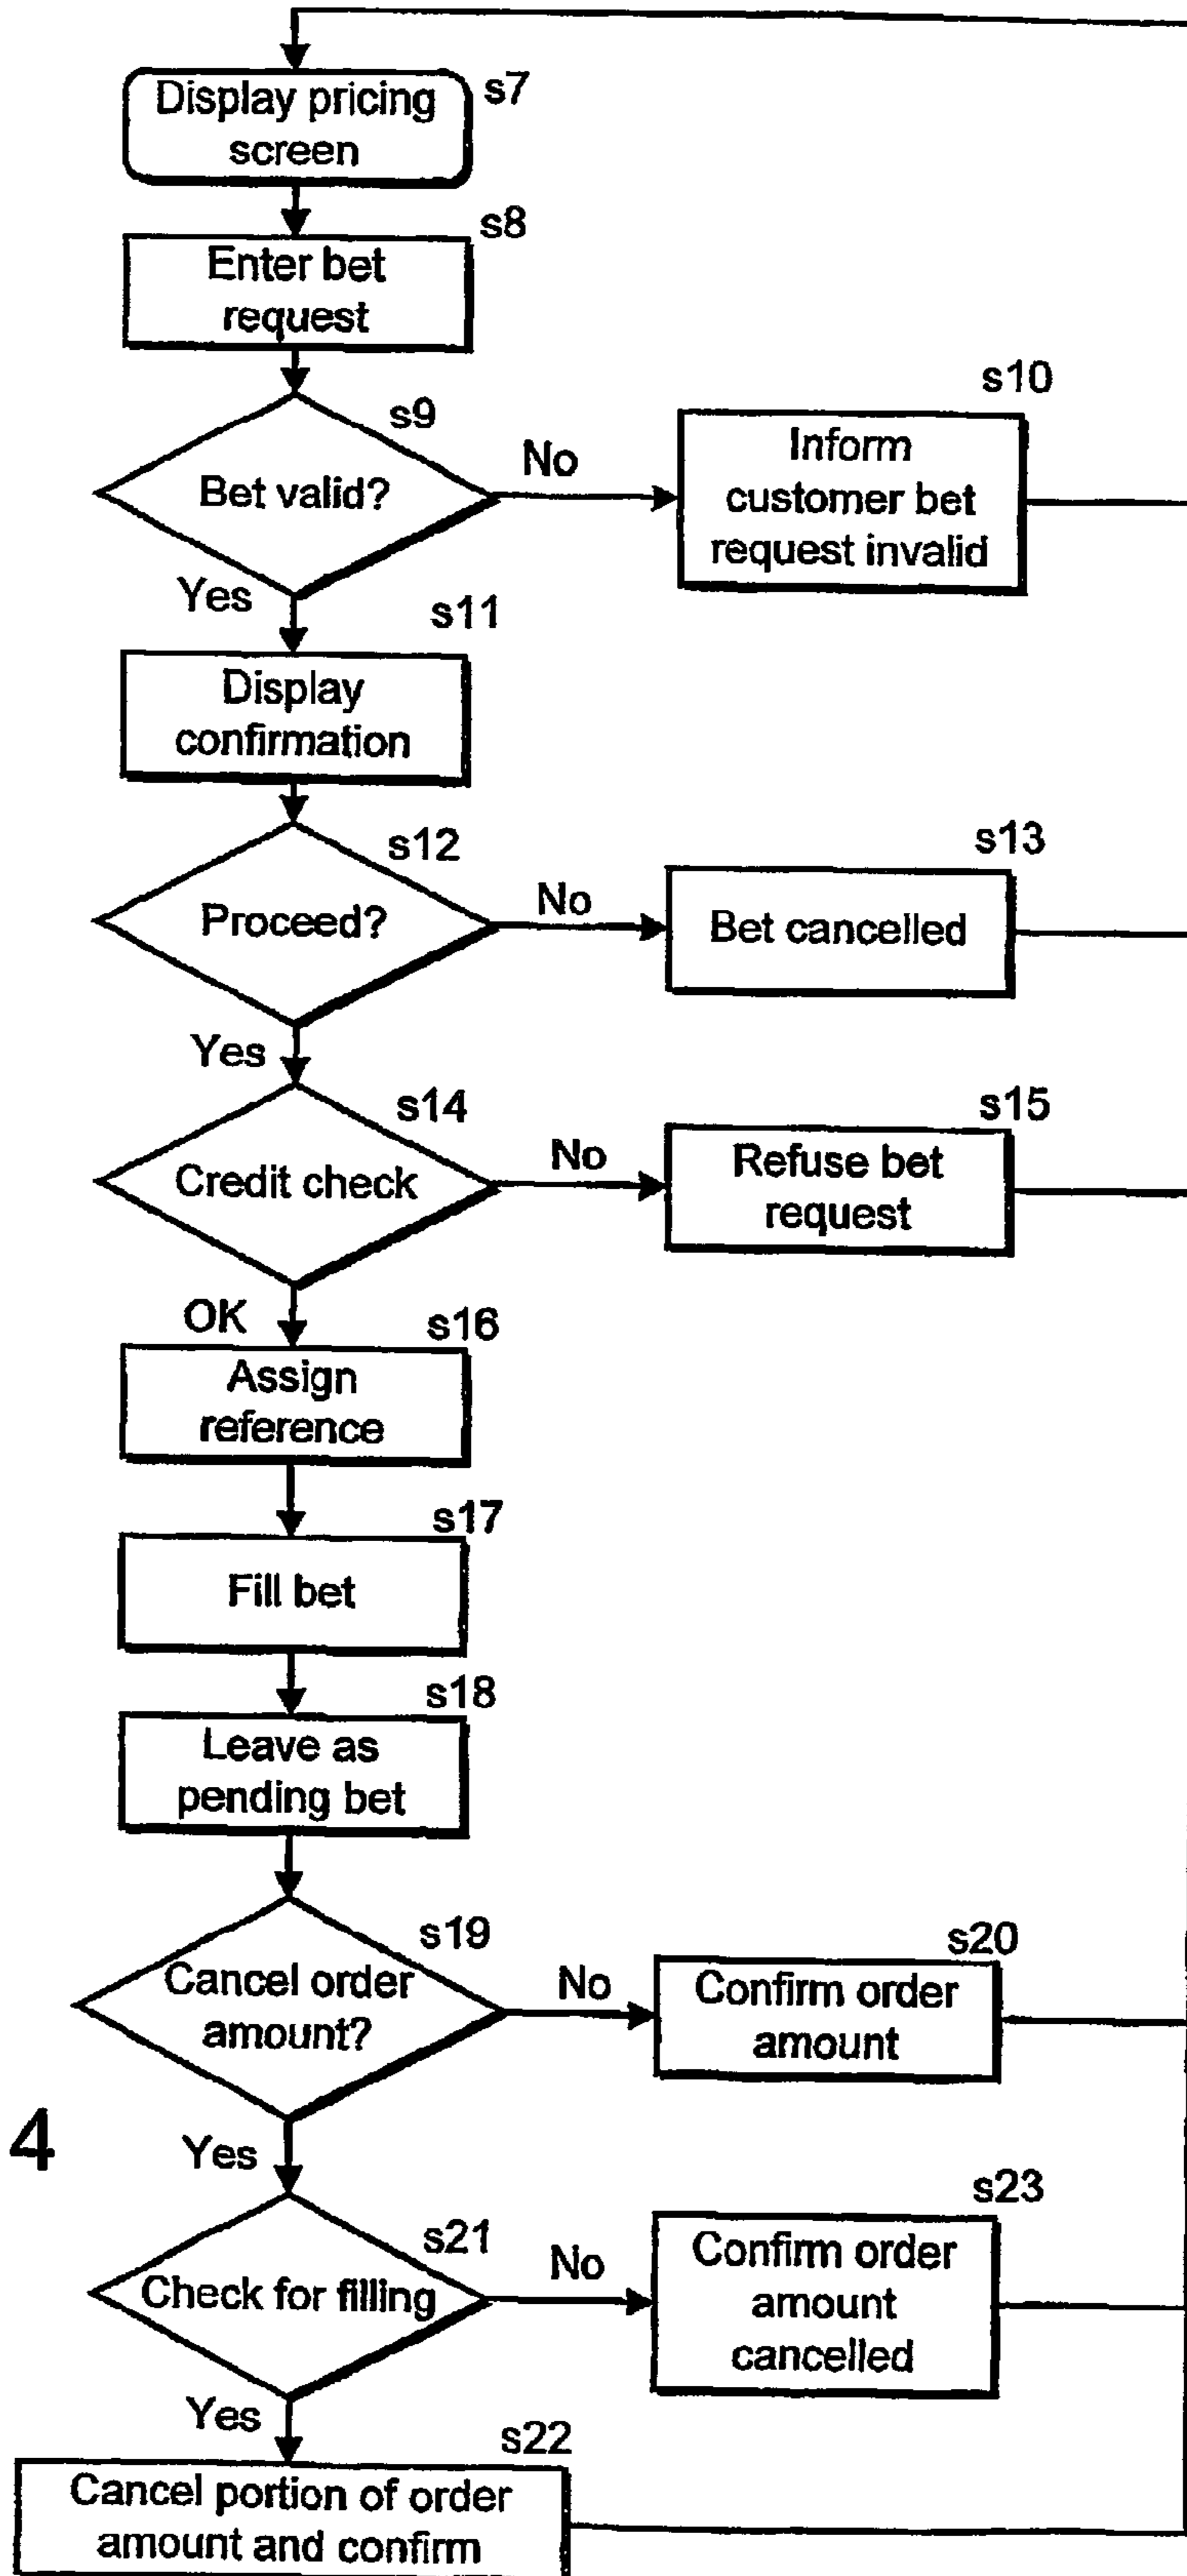 Display pricing
screen
s7
s8
Enter bet
request
s9
Bet valid?
No
s10
Inform
customer bet
request invalid
Yes
s11
Display
confirmation
s12
Proceed?
No
s13
Bet cancelled
Yes
s14
Credit check
No
s15
Refuse bet
request
OK
s16
Assign
reference
s17
Fill bet
s18
Leave as
pending bet
s19
Cancel order
amount?
No
s20
Confirm order
amount
4
Yes
s21
Check for filling
No
s23
Confirm order
amount
cancelled
Yes
s22
Cancel portion of order
amount and confirm